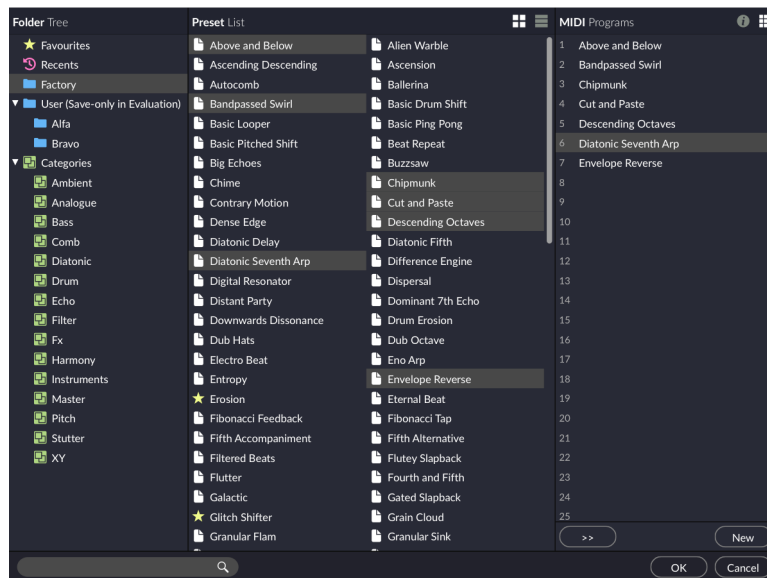 Folder Tree
Favourites
Recents
Factory
User (Save-only in Evaluation)
Alfa
Bravo
Categories
Ambient
Analogue
Bass
Comb
Diatonic
Drum
Echo
Filter
Fx
Harmony
Instruments
Master
Pitch
Stutter
XY
Preset List
Above and Below Alien Warble
Ascending Descending Ascension
Autocomb Ballerina
Bandpassed Swirl Basic Drum Shift
Basic Looper Basic Ping Pong
Basic Pitched Shift Beat Repeat
Big Echoes Buzzsaw
Chime Chipmunk
Contrary Motion Cut and Paste
Dense Edge Descending Octaves
Diatonic Delay Diatonic Fifth
Diatonic Seventh Arp Difference Engine
Digital Resonator Dispersal
Distant Party Dominant 7th Echo
Downwards Dissonance Drum Erosion
Dub Hats Dub Octave
Electro Beat Eno Arp
Entropy Envelope Reverse
Erosion Eternal Beat
Fibonacci Feedback Fibonacci Tap
Fifth Accompaniment Fifth Alternative
Filtered Beats Flutey Slapback
Flutter Fourth and Fifth
Galactic Gated Slapback
Glitch Shifter Grain Cloud
Granular Flam Granular Sink
MIDI Programs
1 Above and Below
2 Bandpassed Swirl
3 Chipmunk
4 Cut and Paste
5 Descending Octaves
6 Diatonic Seventh Arp
7 Envelope Reverse
8
9
10
11
12
13
14
15
16
17
18
19
20
21
22
23
24
25
>> New
OK Cancel